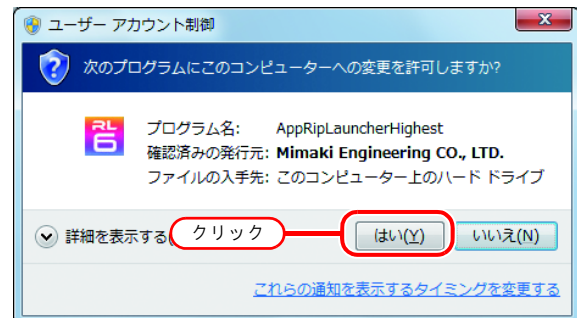 ユーザー アカウント制御
次のプログラムにこのコンピューターへの変更を許可しますか?
RL
6
プログラム名: AppRipLauncherHighest
確認済みの発行元: Mimaki Engineering CO., LTD.
ファイルの入手先: このコンピューター上のハード ドライブ
詳細を表示する( クリック はい(Y) いいえ(N)
これらの通知を表示するタイミングを変更する